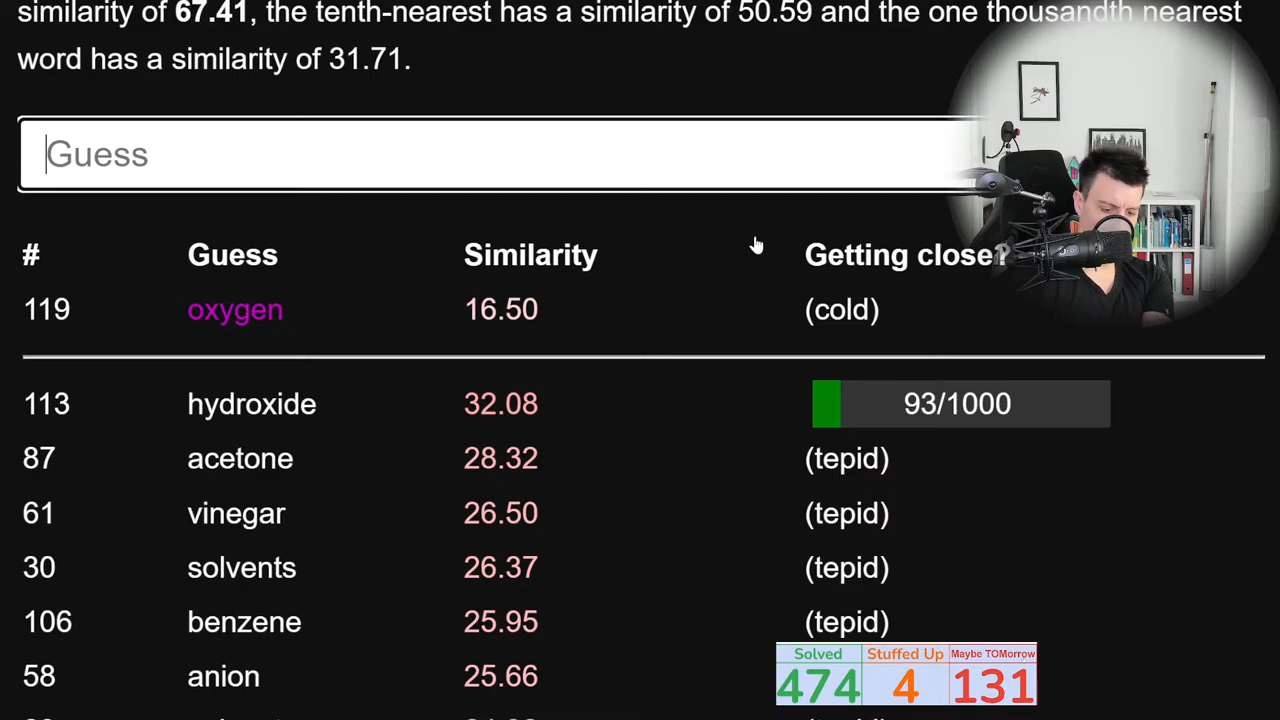 similarity of 67.41, the tenth-nearest has a similarity of 50.59 and the one thousandth nearest
word has a similarity of 31.71.
Guess
# Guess Similarity Getting close?
119 oxygen 16.50 (cold)
113 hydroxide 32.08 93/1000
87 acetone 28.32 (tepid)
61 vinegar 26.50 (tepid)
30 solvents 26.37 (tepid)
106 benzene 25.95 (tepid)
58 anion 25.66
Solved Stuffed Up Maybe TOMorrow
474 4 131